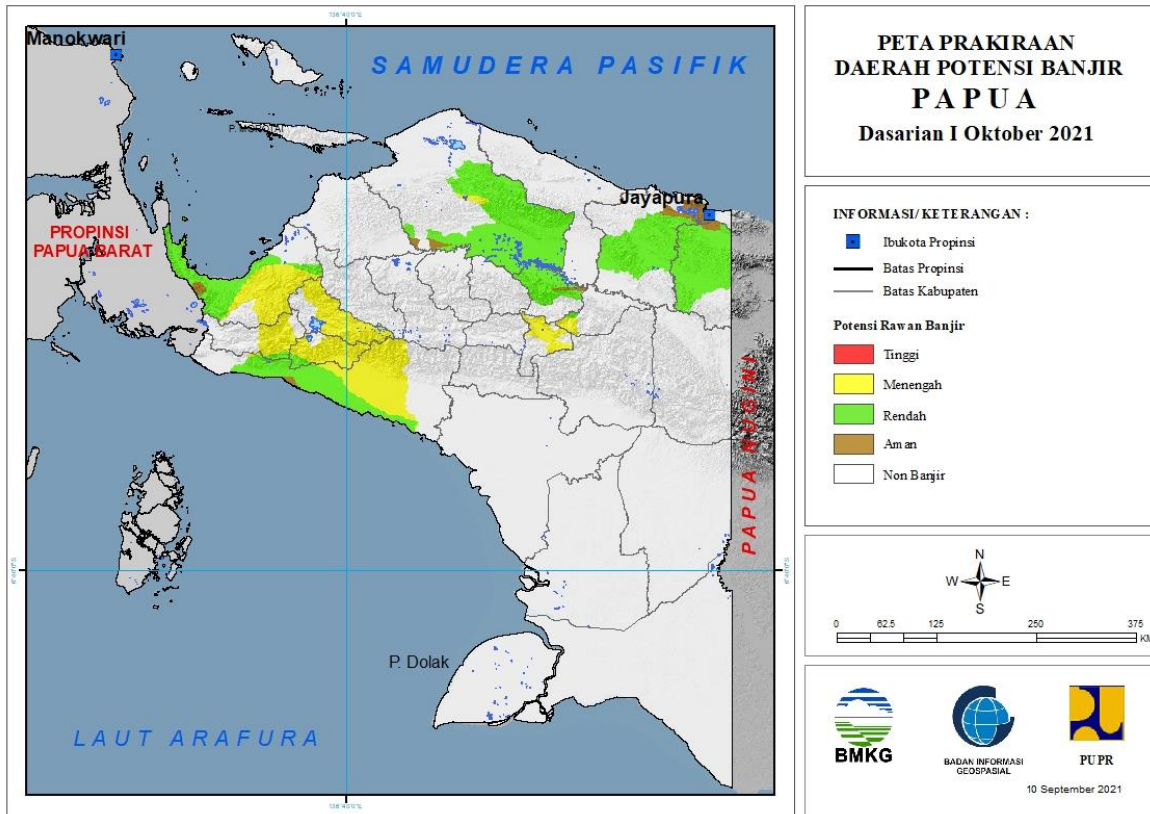 Manokwari
SAMUDERA PASIFIK
Jayapura
PROPINSI
PAPUA BARAT
PAPUA NUGINI
P. Dolak
LAUT ARAFURA
PETA PRAKIRAAN
DAERAH POTENSI BANJIR
PAPUA
Dasarian I Oktober 2021
INFORMASI/KETERANGAN :
Ibukota Propinsi
Batas Propinsi
Batas Kabupaten
Potensi Rawan Banjir
Tinggi
Menengah
Rendah
Aman
Non Banjir
N
W E
S
0 62.5 125 250 375
KM
BMKG
BADAN INFORMASI
GEOSPASIAL
PUPR
10 September 2021